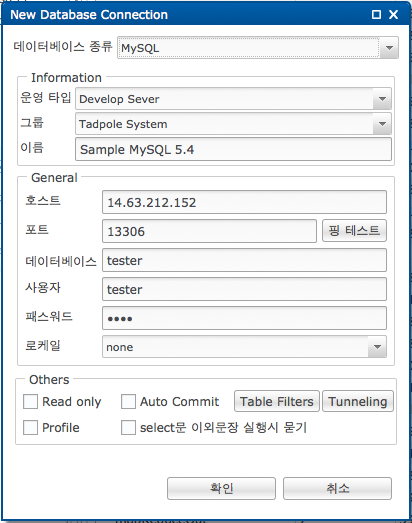 New Database Connection
데이터베이스 종류 MySQL
Information
운영 타입 Develop Sever
그룹 Tadpole System
이름 Sample MySQL 5.4
General
호스트 14.63.212.152
포트 13306 핑 테스트
데이터베이스 tester
사용자 tester
패스워드 ●●●●
로케일 none
Others
Read only Auto Commit Table Filters Tunneling
Profile select문 이외문장 실행시 묻기
확인 취소